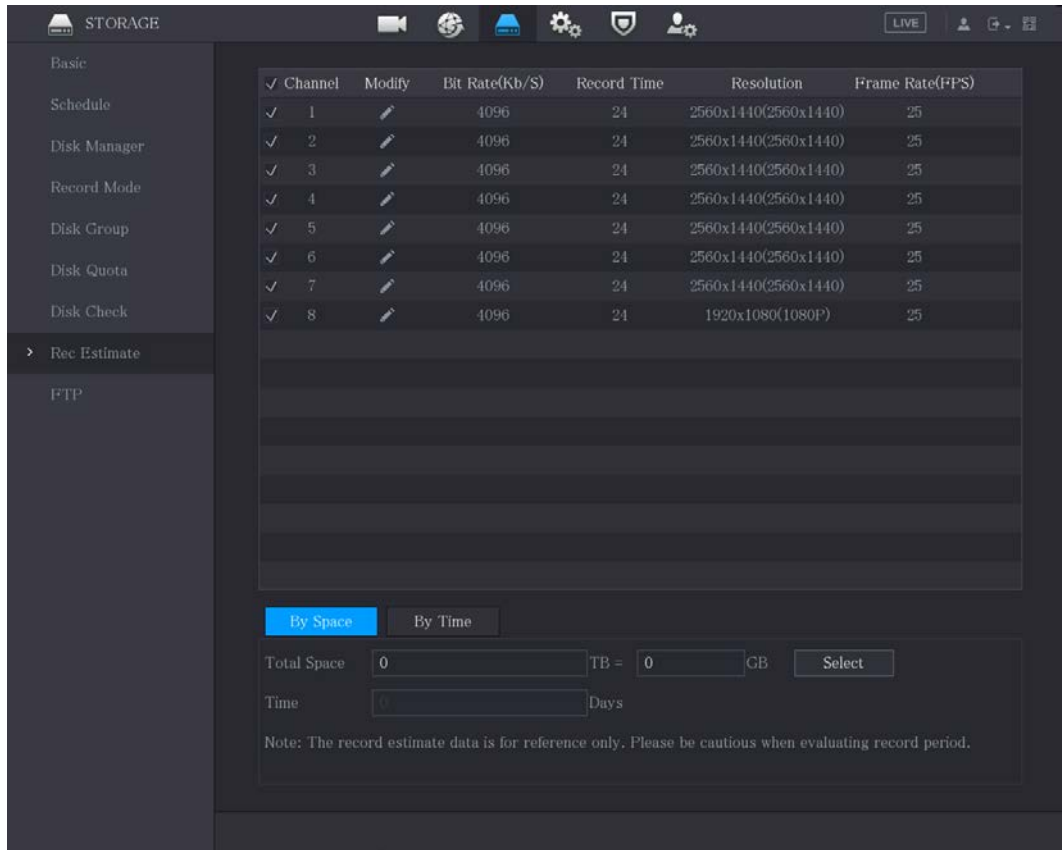 STORAGE LIVE
Basic
Schedule
Disk Manager
Record Mode
Disk Group
Disk Quota
Disk Check
Rec Estimate
FTP
Channel Modify Bit Rate(Kb/S) Record Time Resolution Frame Rate(FPS)
1 4096 24 2560x1440(2560x1440) 25
2 4096 24 2560x1440(2560x1440) 25
3 4096 24 2560x1440(2560x1440) 25
4 4096 24 2560x1440(2560x1440) 25
5 4096 24 2560x1440(2560x1440) 25
6 4096 24 2560x1440(2560x1440) 25
7 4096 24 2560x1440(2560x1440) 25
8 4096 24 1920x1080(1080P) 25
By Space By Time
Total Space 0 TB = 0 GB Select
Time 0 Days
Note: The record estimate data is for reference only. Please be cautious when evaluating record period.